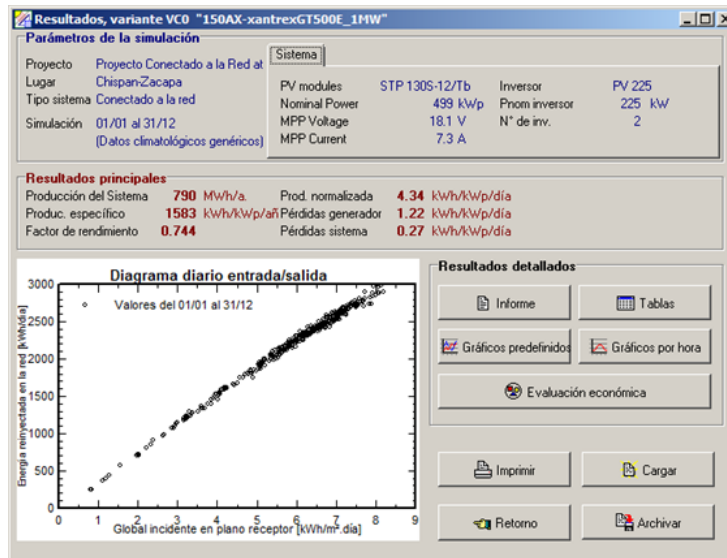 Resultados, variante VC0 "150AX-xantrexGT500E_1MW"
Parámetros de la simulación
Proyecto Proyecto Conectado a la Red at
Lugar Chispan-Zacapa
Tipo sistema Conectado a la red
Simulación 01/01 al 31/12
(Datos climatológicos genéricos)
Sistema
PV modules STP 130S-12/Tb Inversor PV 225
Nominal Power 499 kWp Pnom inversor 225 kW
MPP Voltage 18.1 V N° de inv. 2
MPP Current 7.3 A
Resultados principales
Producción del Sistema 790 MWh/a. Prod. normalizada 4.34 kWh/kWp/día
Produc. específico 1583 kWh/kWp/añ Pérdidas generador 1.22 kWh/kWp/día
Factor de rendimiento 0.744 Pérdidas sistema 0.27 kWh/kWp/día
Diagrama diario entrada/salida
Valores del 01/01 al 31/12
Energía reinyectada en la red [kWh/día]
3000
2500
2000
1500
1000
500
0
0 1 2 3 4 5 6 7 8 9
Global incidente en plano receptor [kWh/m².día]
Resultados detallados
Informe Tablas
Gráficos predefinidos Gráficos por hora
Evaluación económica
Imprimir Cargar
Retorno Archivar